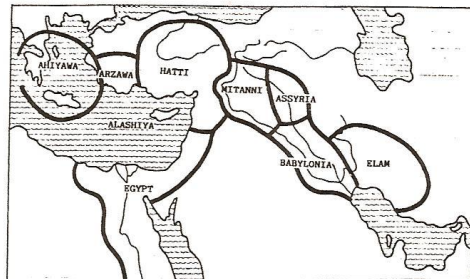 AHIYAWA
ARZAWA
HATTI
MITANNI
ASSYRIA
ALASHIYA
BABYLONIA
ELAM
EGYPT